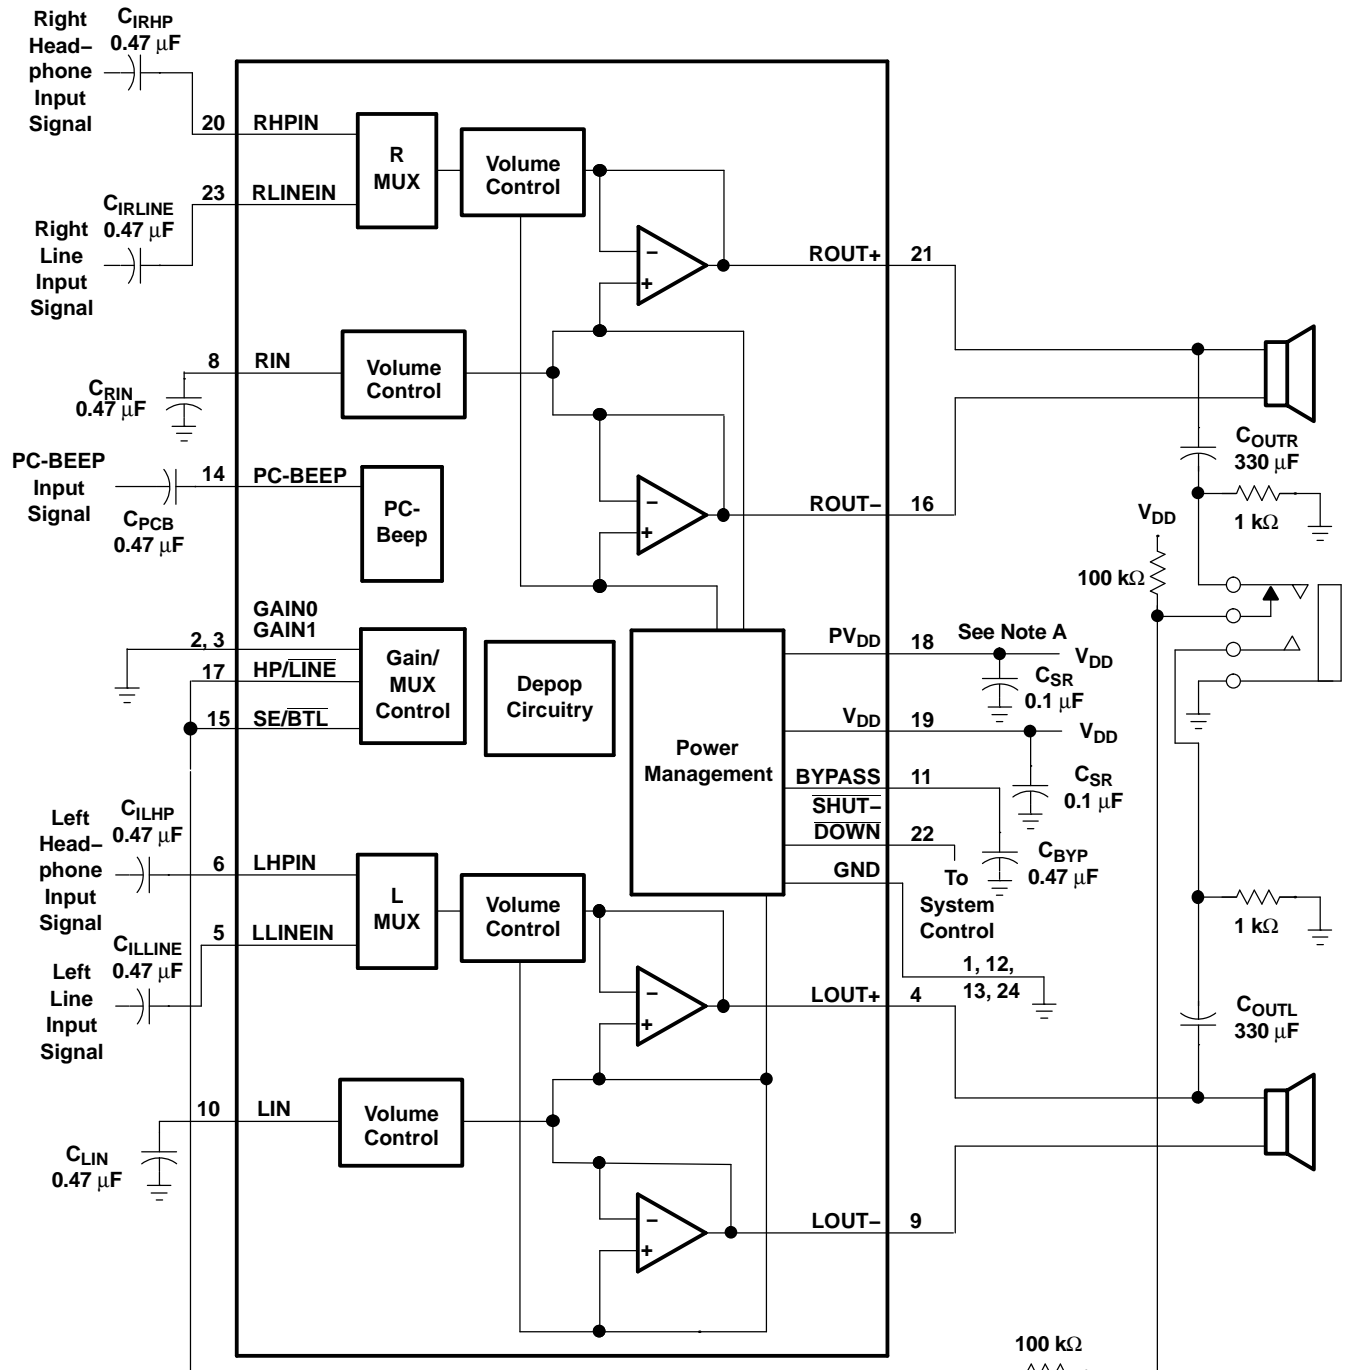 Right
Head–
phone
Input
Signal
CIRHP
0.47 μF
20
RHPIN
R
MUX
Volume
Control
23
RLINEIN
CIRLINE
0.47 μF
Right
Line
Input
Signal
–
+
ROUT+
21
8
RIN
Volume
Control
CRIN
0.47 μF
COUTR
330 μF
PC-BEEP
Input
Signal
14
PC-BEEP
CPCB
0.47 μF
PC-
Beep
–
+
ROUT–
16
1 kΩ
VDD
100 kΩ
GAIN0
GAIN1
2, 3
17
HP/LINE
15
SE/BTL
Gain/
MUX
Control
Depop
Circuitry
Power
Management
PVDD
18
See Note A
VDD
CSR
0.1 μF
VDD
19
VDD
CSR
0.1 μF
BYPASS
11
SHUT–
DOWN
22
CBYP
0.47 μF
GND
To
System
Control
1, 12,
13, 24
Left
Head–
phone
Input
Signal
CILHP
0.47 μF
6
LHPIN
L
MUX
Volume
Control
5
LLINEIN
CILLINE
0.47 μF
Left
Line
Input
Signal
1 kΩ
–
+
LOUT+
4
COUTL
330 μF
10
LIN
Volume
Control
CLIN
0.47 μF
–
+
LOUT–
9
100 kΩ